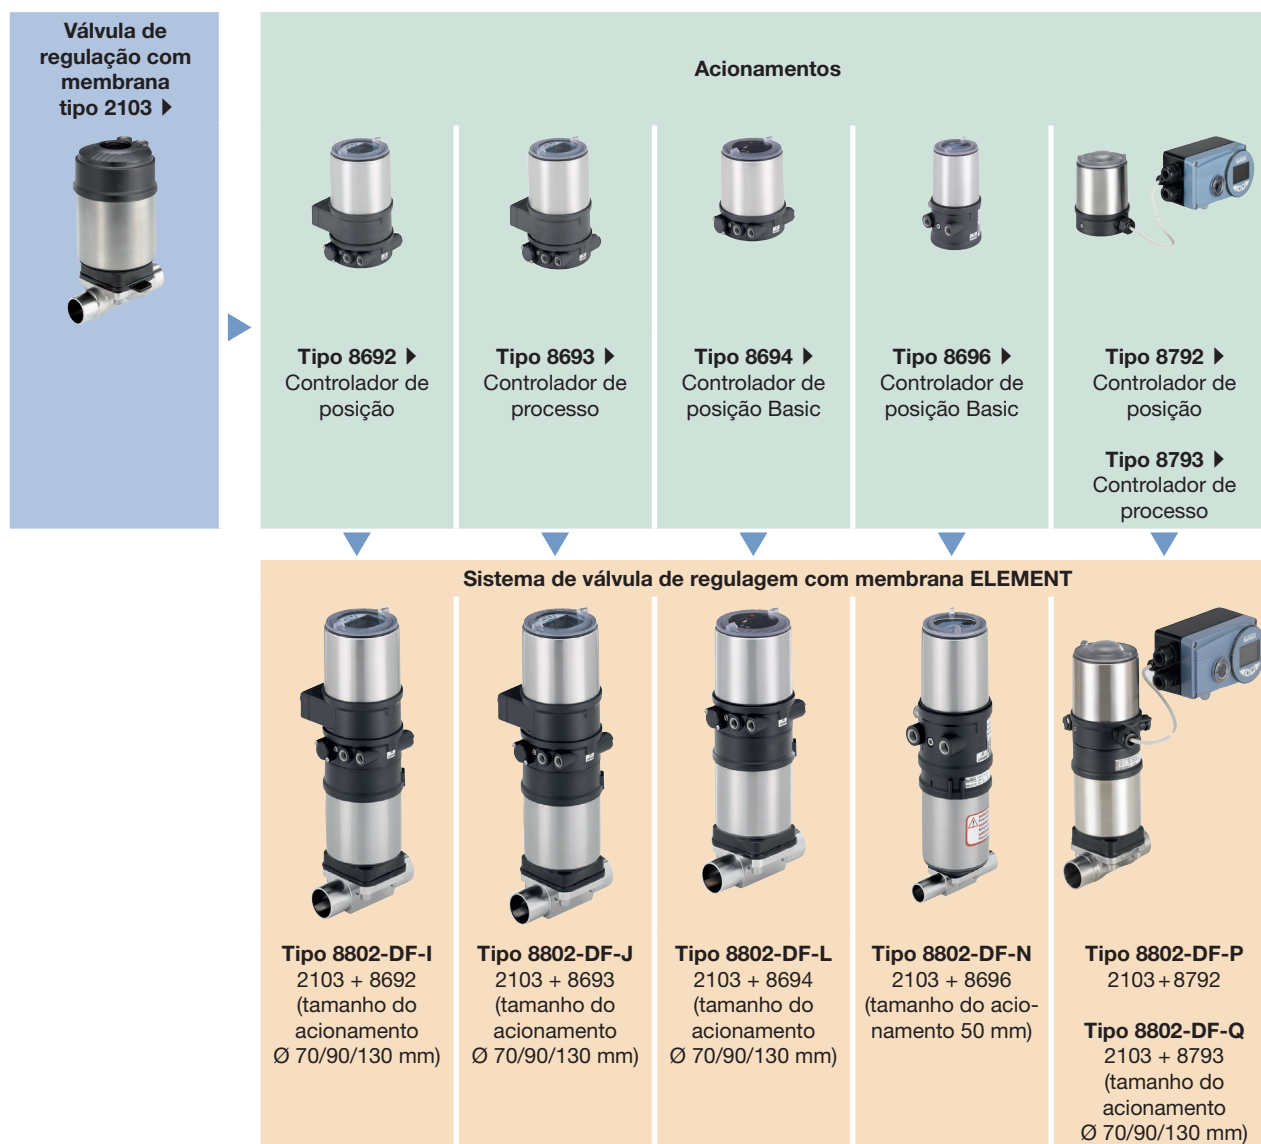 Válvula de
regulação com
membrana
tipo 2103
Acionamentos
Tipo 8692
Controlador de
posição
Tipo 8693
Controlador de
processo
Tipo 8694
Controlador de
posição Basic
Tipo 8696
Controlador de
posição Basic
Tipo 8792
Controlador de
posição
Tipo 8793
Controlador de
processo
Sistema de válvula de regulagem com membrana ELEMENT
Tipo 8802-DF-I
2103 + 8692
(tamanho do
acionamento
Ø 70/90/130 mm)
Tipo 8802-DF-J
2103 + 8693
(tamanho do
acionamento
Ø 70/90/130 mm)
Tipo 8802-DF-L
2103 + 8694
(tamanho do
acionamento
Ø 70/90/130 mm)
Tipo 8802-DF-N
2103 + 8696
(tamanho do acio-
namento 50 mm)
Tipo 8802-DF-P
2103+8792
Tipo 8802-DF-Q
2103 + 8793
(tamanho do
acionamento
Ø 70/90/130 mm)